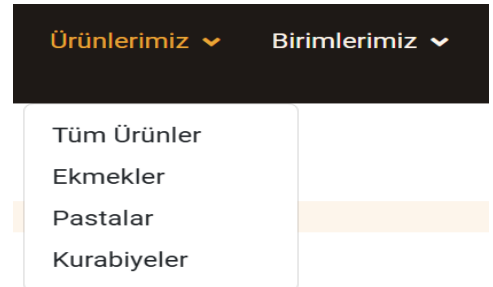 Ürünlerimiz Birimlerimiz
Tüm Ürünler
Ekmekler
Pastalar
Kurabiyeler